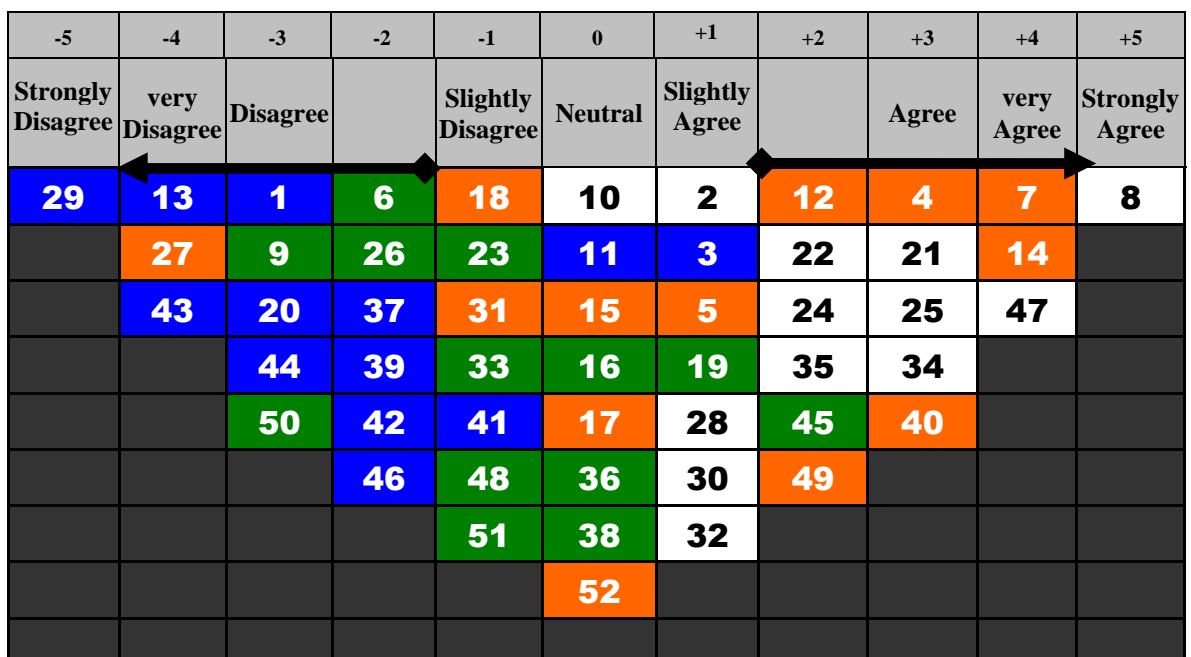 -5 -4 -3 -2 -1 0 +1 +2 +3 +4 +5
Strongly Disagree very Disagree Disagree Slightly Disagree Neutral Slightly Agree Agree very Agree Strongly Agree
29 13 1 6 18 10 2 12 4 7 8
27 9 26 23 11 3 22 21 14
43 20 37 31 15 5 24 25 47
44 39 33 16 19 35 34
50 42 41 17 28 45 40
46 48 36 30 49
51 38 32
52